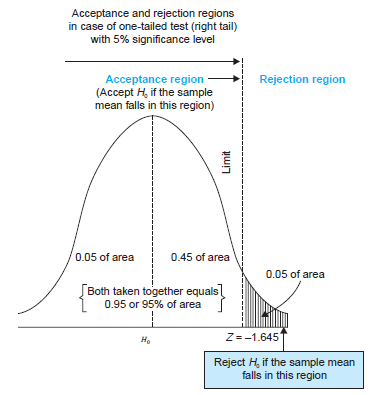 Acceptance and rejection regions
in case of one-tailed test (right tail)
with 5% significance level
Acceptance region
Rejection region
(Accept H₀ if the sample
mean falls in this region)
Limit
0.05 of area
0.45 of area
0.05 of area
Both taken together equals
0.95 or 95% of area
H₀
Z = –1.645
Reject H₀ if the sample mean
falls in this region